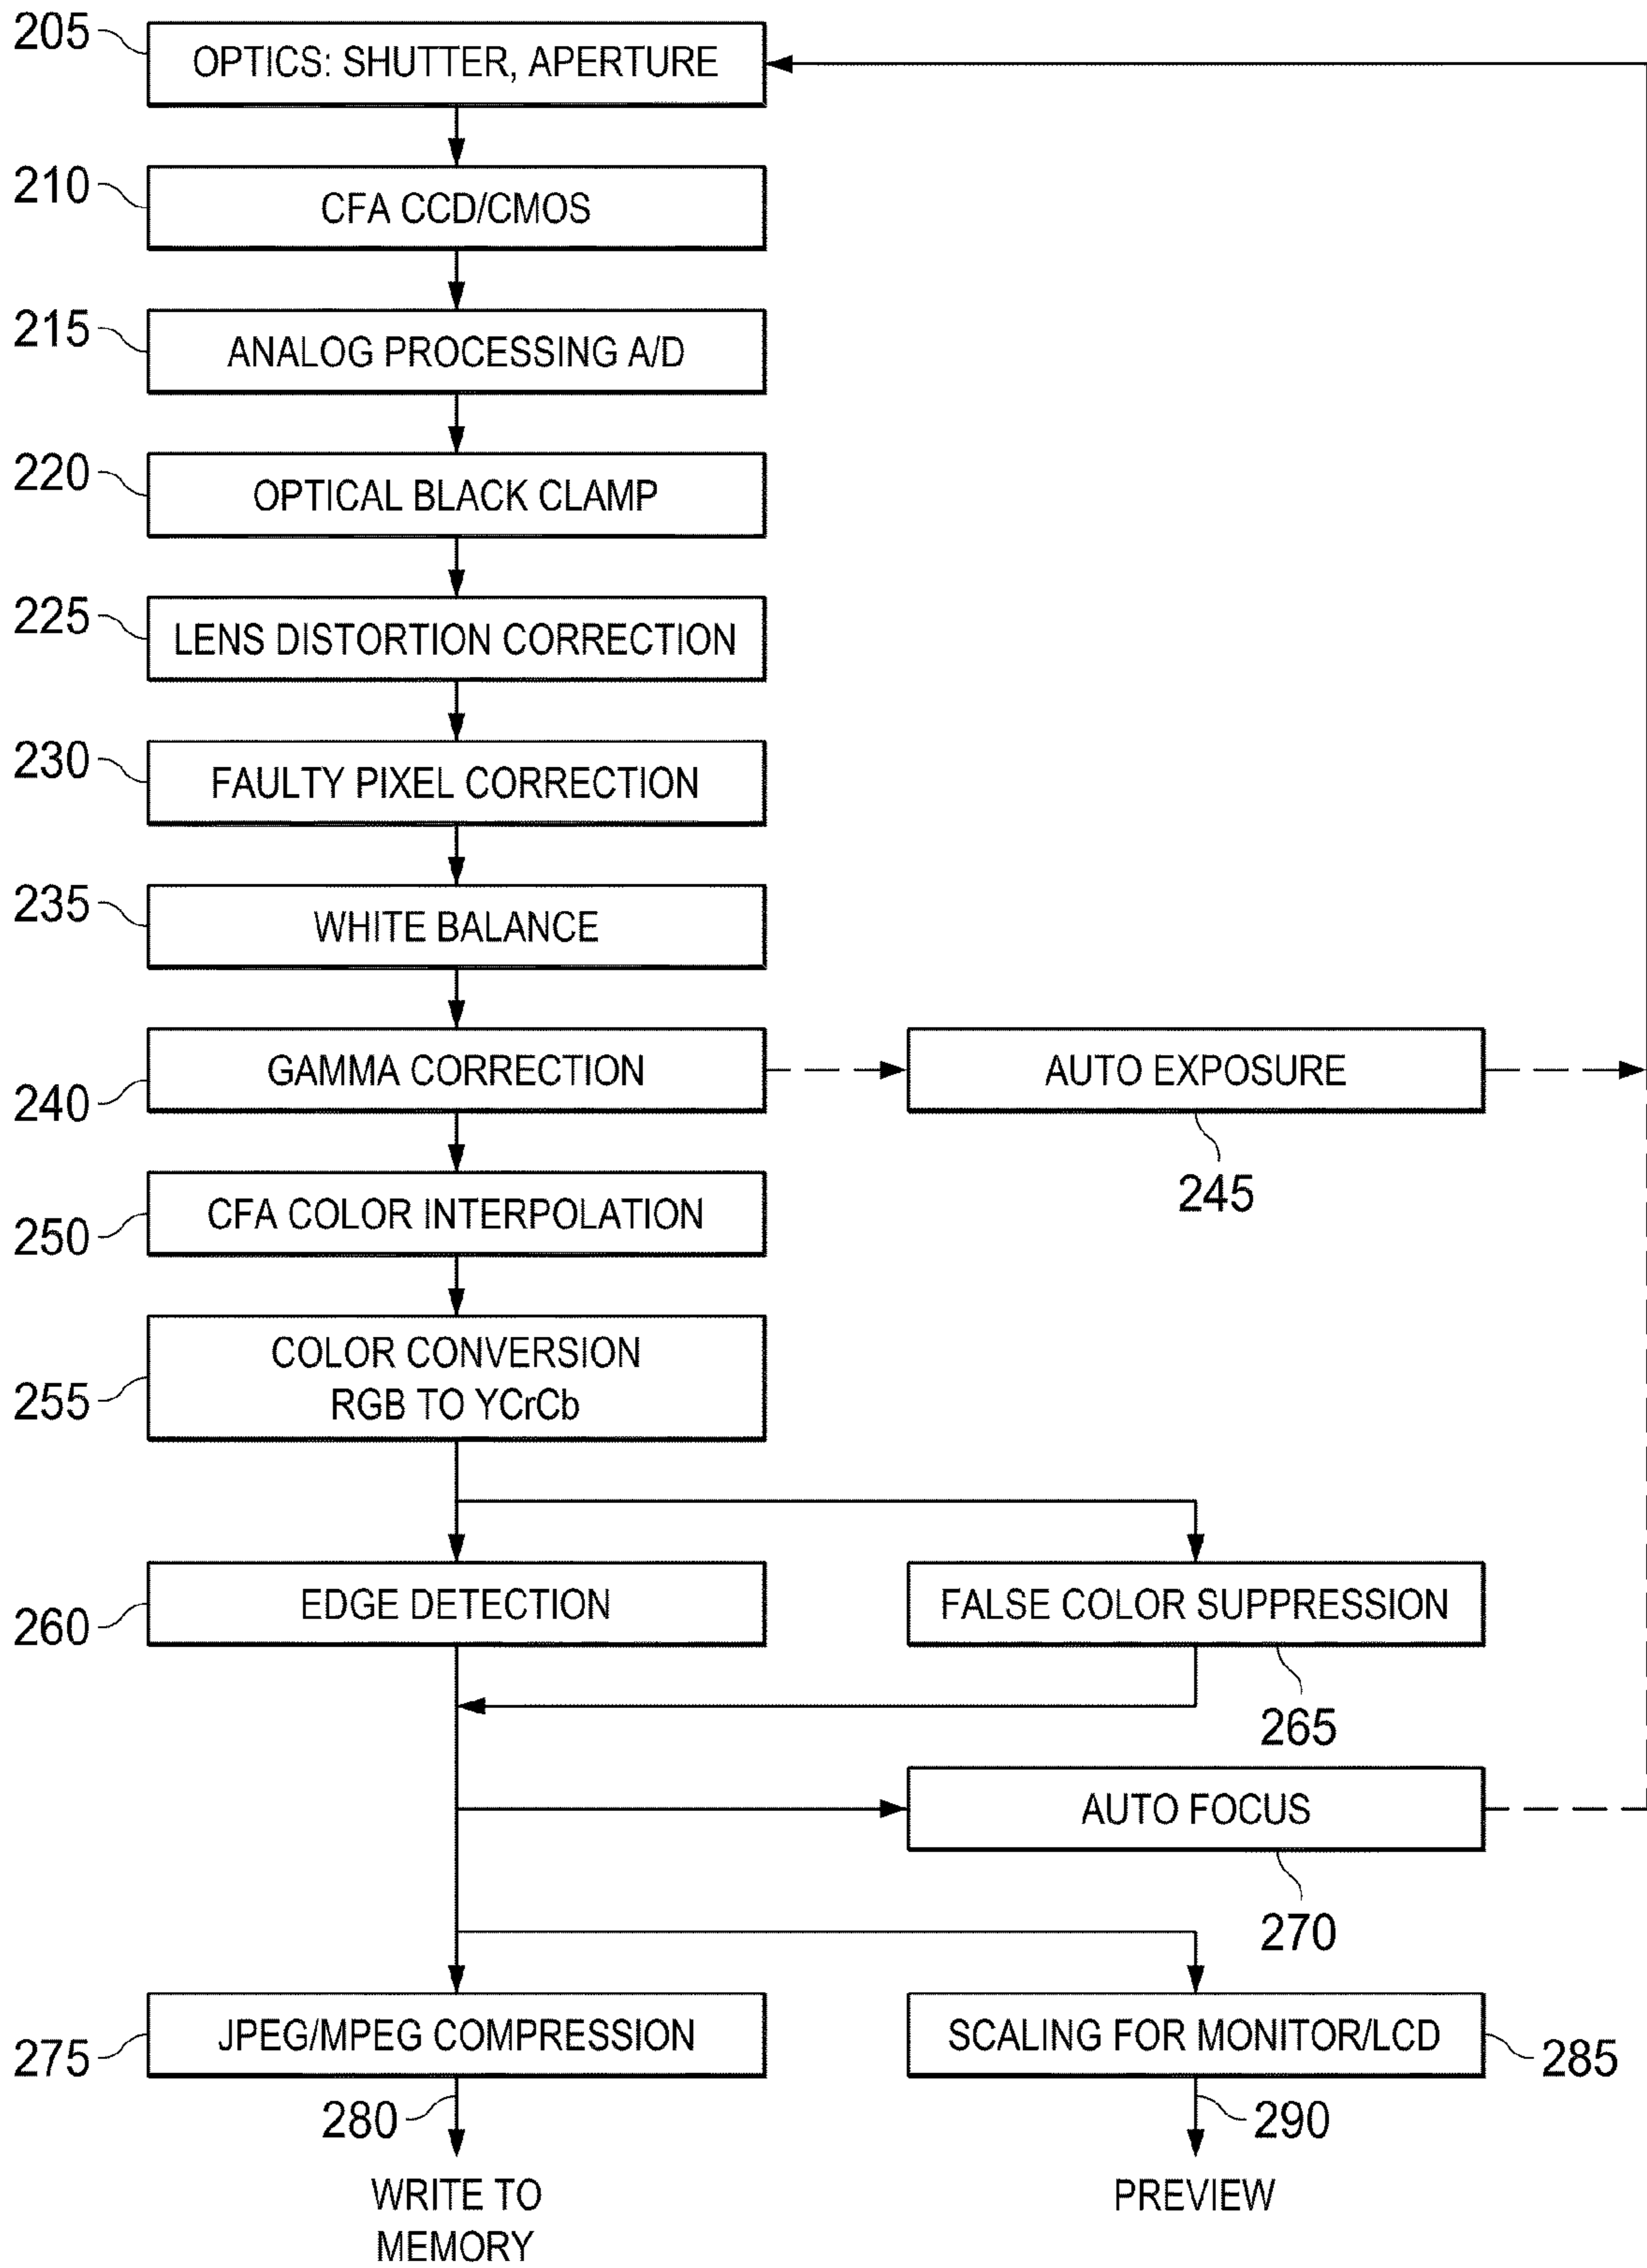 205
OPTICS: SHUTTER, APERTURE
210
CFA CCD/CMOS
215
ANALOG PROCESSING A/D
220
OPTICAL BLACK CLAMP
225
LENS DISTORTION CORRECTION
230
FAULTY PIXEL CORRECTION
235
WHITE BALANCE
240
GAMMA CORRECTION
AUTO EXPOSURE
245
250
CFA COLOR INTERPOLATION
255
COLOR CONVERSION
RGB TO YCrCb
260
EDGE DETECTION
FALSE COLOR SUPPRESSION
265
AUTO FOCUS
270
275
JPEG/MPEG COMPRESSION
SCALING FOR MONITOR/LCD
285
280
290
WRITE TO
MEMORY
PREVIEW